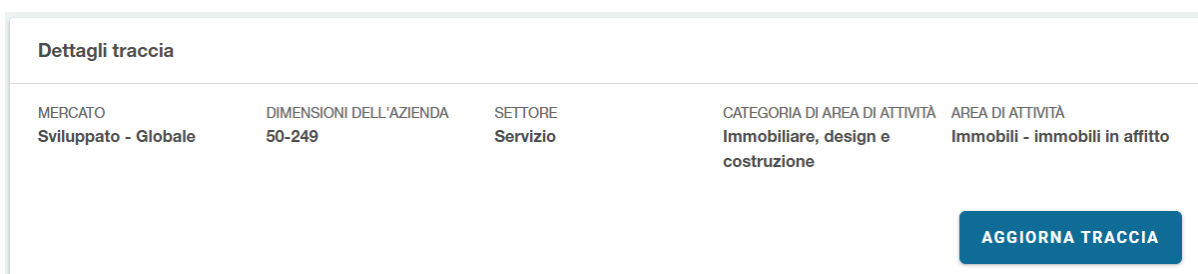 Dettagli traccia
MERCATO
Sviluppato - Globale
DIMENSIONI DELL'AZIENDA
50-249
SETTORE
Servizio
CATEGORIA DI AREA DI ATTIVITÀ
Immobiliare, design e
costruzione
AREA DI ATTIVITÀ
Immobili - immobili in affitto
AGGIORNA TRACCIA